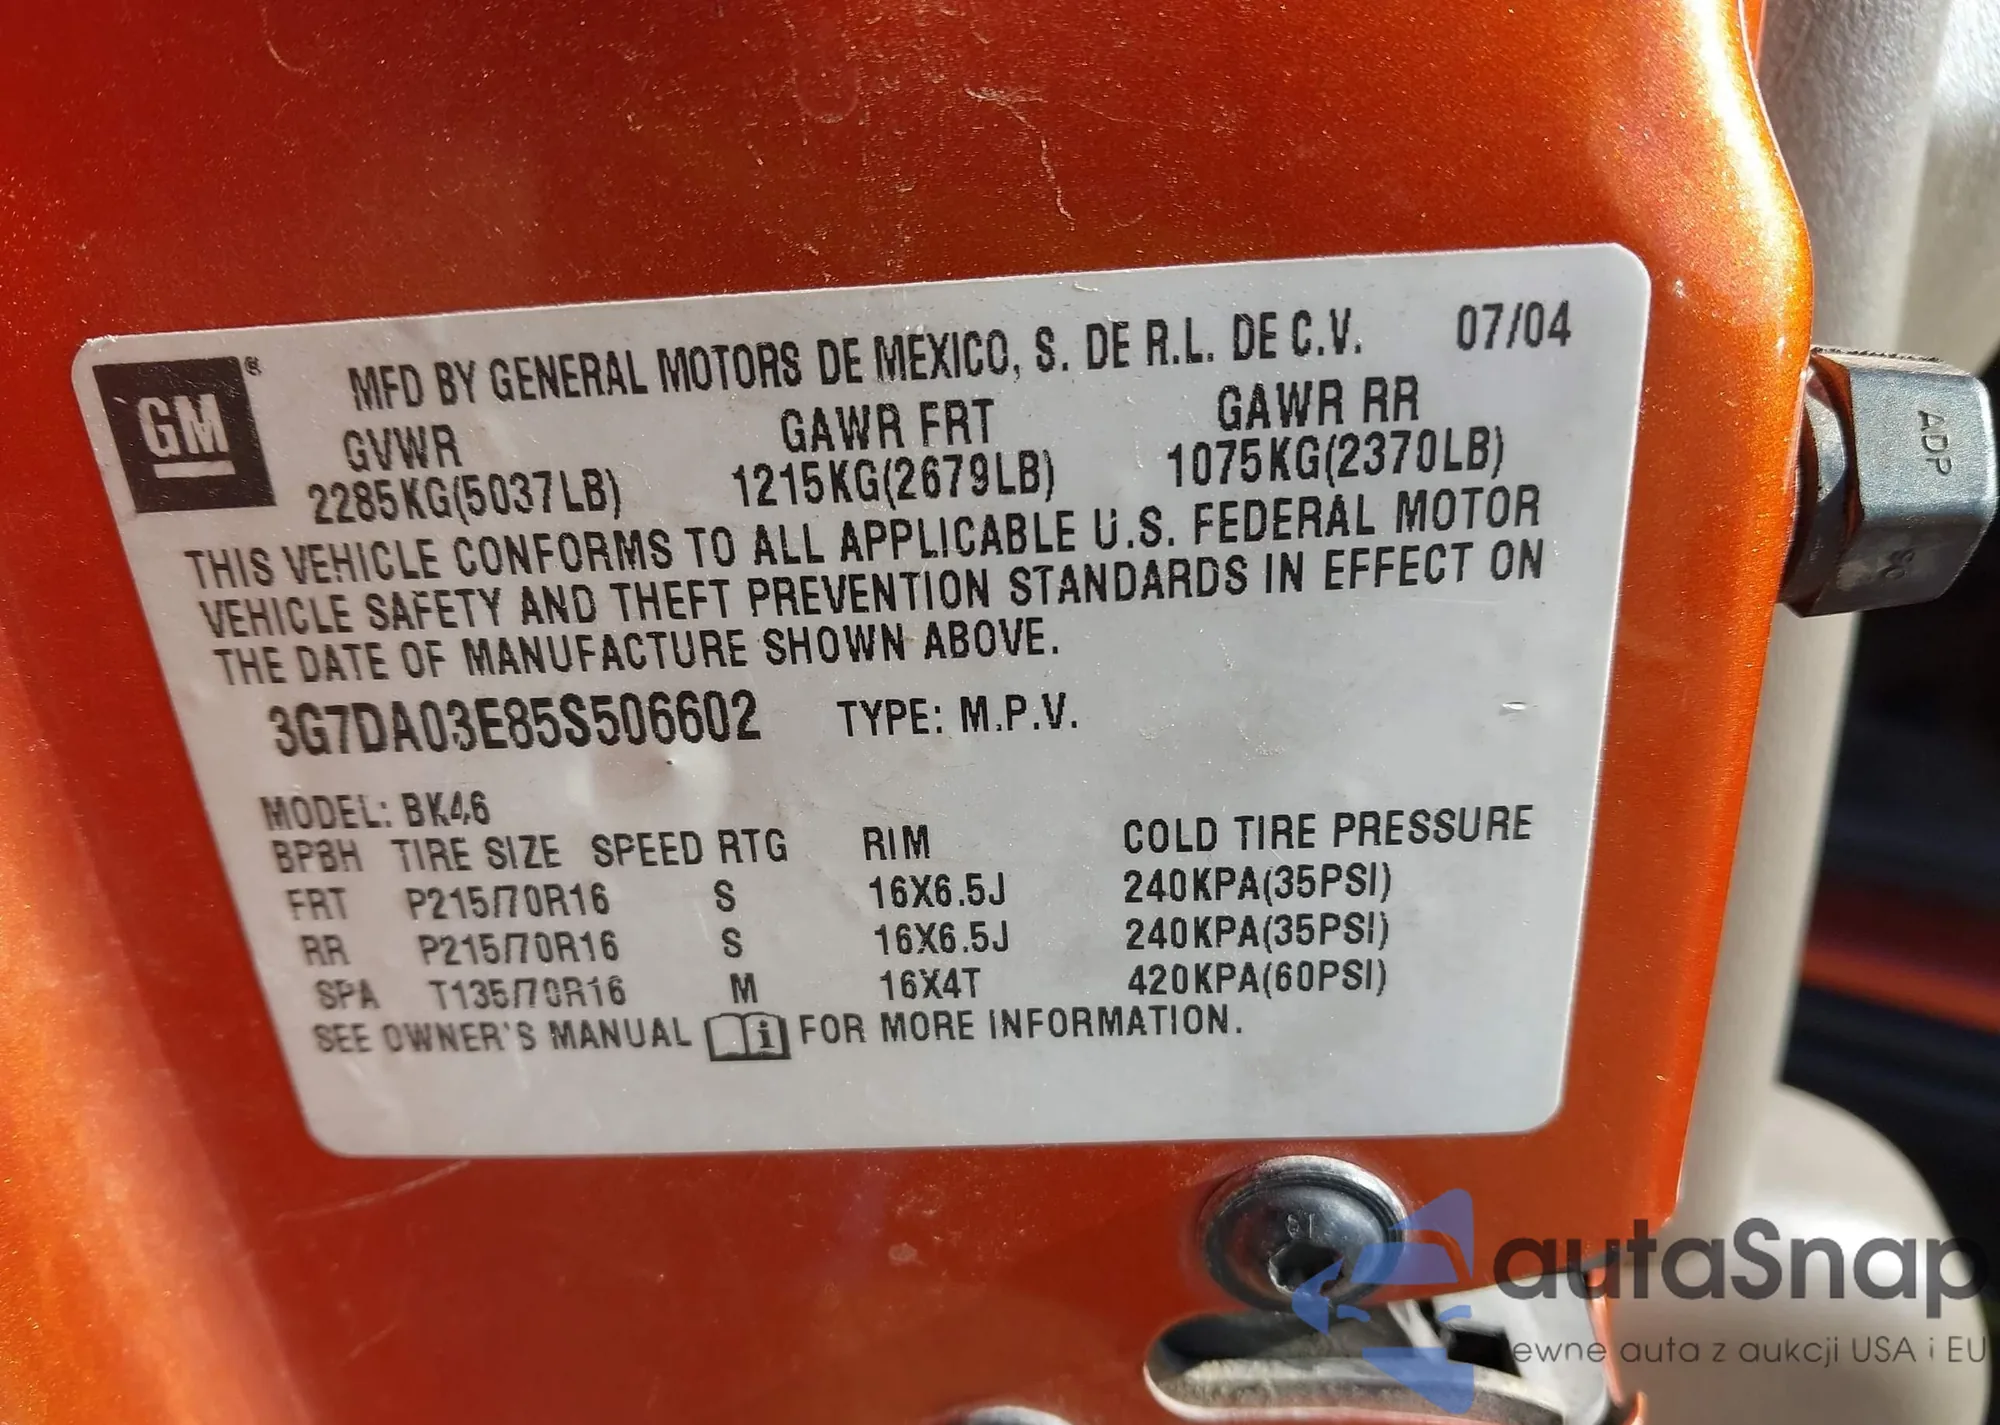 GM ®
MFD BY GENERAL MOTORS DE MEXICO, S. DE R.L. DE C.V. 07/04
GVWR GAWR FRT GAWR RR
2285KG(5037LB) 1215KG(2679LB) 1075KG(2370LB)
THIS VEHICLE CONFORMS TO ALL APPLICABLE U.S. FEDERAL MOTOR
VEHICLE SAFETY AND THEFT PREVENTION STANDARDS IN EFFECT ON
THE DATE OF MANUFACTURE SHOWN ABOVE.
3G7DA03E85S506602 TYPE: M.P.V.
MODEL: BK46
BPBH TIRE SIZE SPEED RTG RIM COLD TIRE PRESSURE
FRT P215/70R16 S 16X6.5J 240KPA(35PSI)
RR P215/70R16 S 16X6.5J 240KPA(35PSI)
SPA T135/70R16 M 16X4T 420KPA(60PSI)
SEE OWNER'S MANUAL i FOR MORE INFORMATION.
ADP
autaSnap
ewne auta z aukcji USA i EU